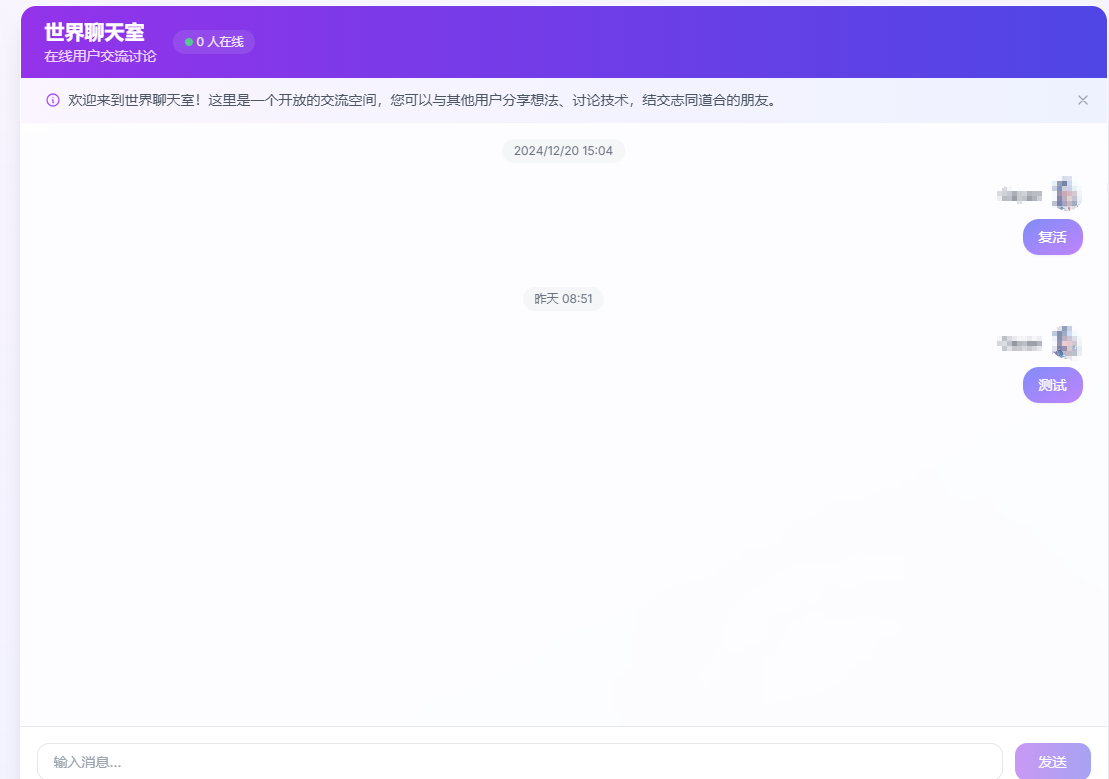 世界聊天室
在线用户交流讨论
0 人在线
欢迎来到世界聊天室！这里是一个开放的交流空间，您可以与其他用户分享想法、讨论技术，结交志同道合的朋友。
2024/12/20 15:04
复活
昨天 08:51
测试
输入消息...
发送